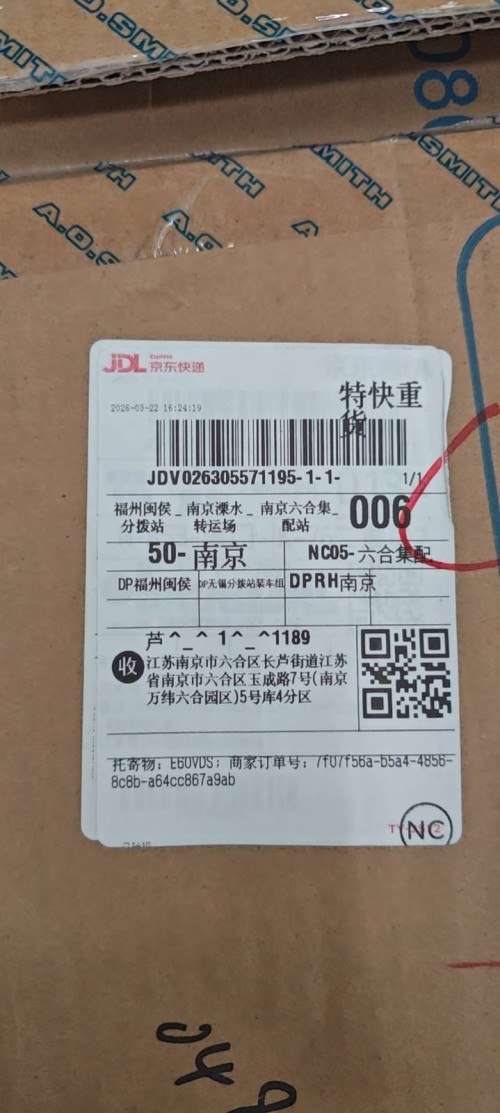 A.O.SMITH
A.O.SMITH
SMITH
A.O.S
JDL Express 京东快递
2026-03-22 16:24:19
特快重
货
JDV026305571195-1-1-
1/1
福州闽侯_南京溧水_南京六合集_
分拨站 转运场 配站
006
50-南京
NC05-六合集配
DP福州闽侯
DP无锡分拨站装车组
DPRH南京
收
芦^_^1^_^1189
江苏南京市六合区长芦街道江苏
省南京市六合区玉成路7号(南京
万纬六合园区)5号库4分区
托寄物：E60VDS；商家订单号：7f07f56a-b5a4-4856-
8c8b-a64cc867a9ab
NC